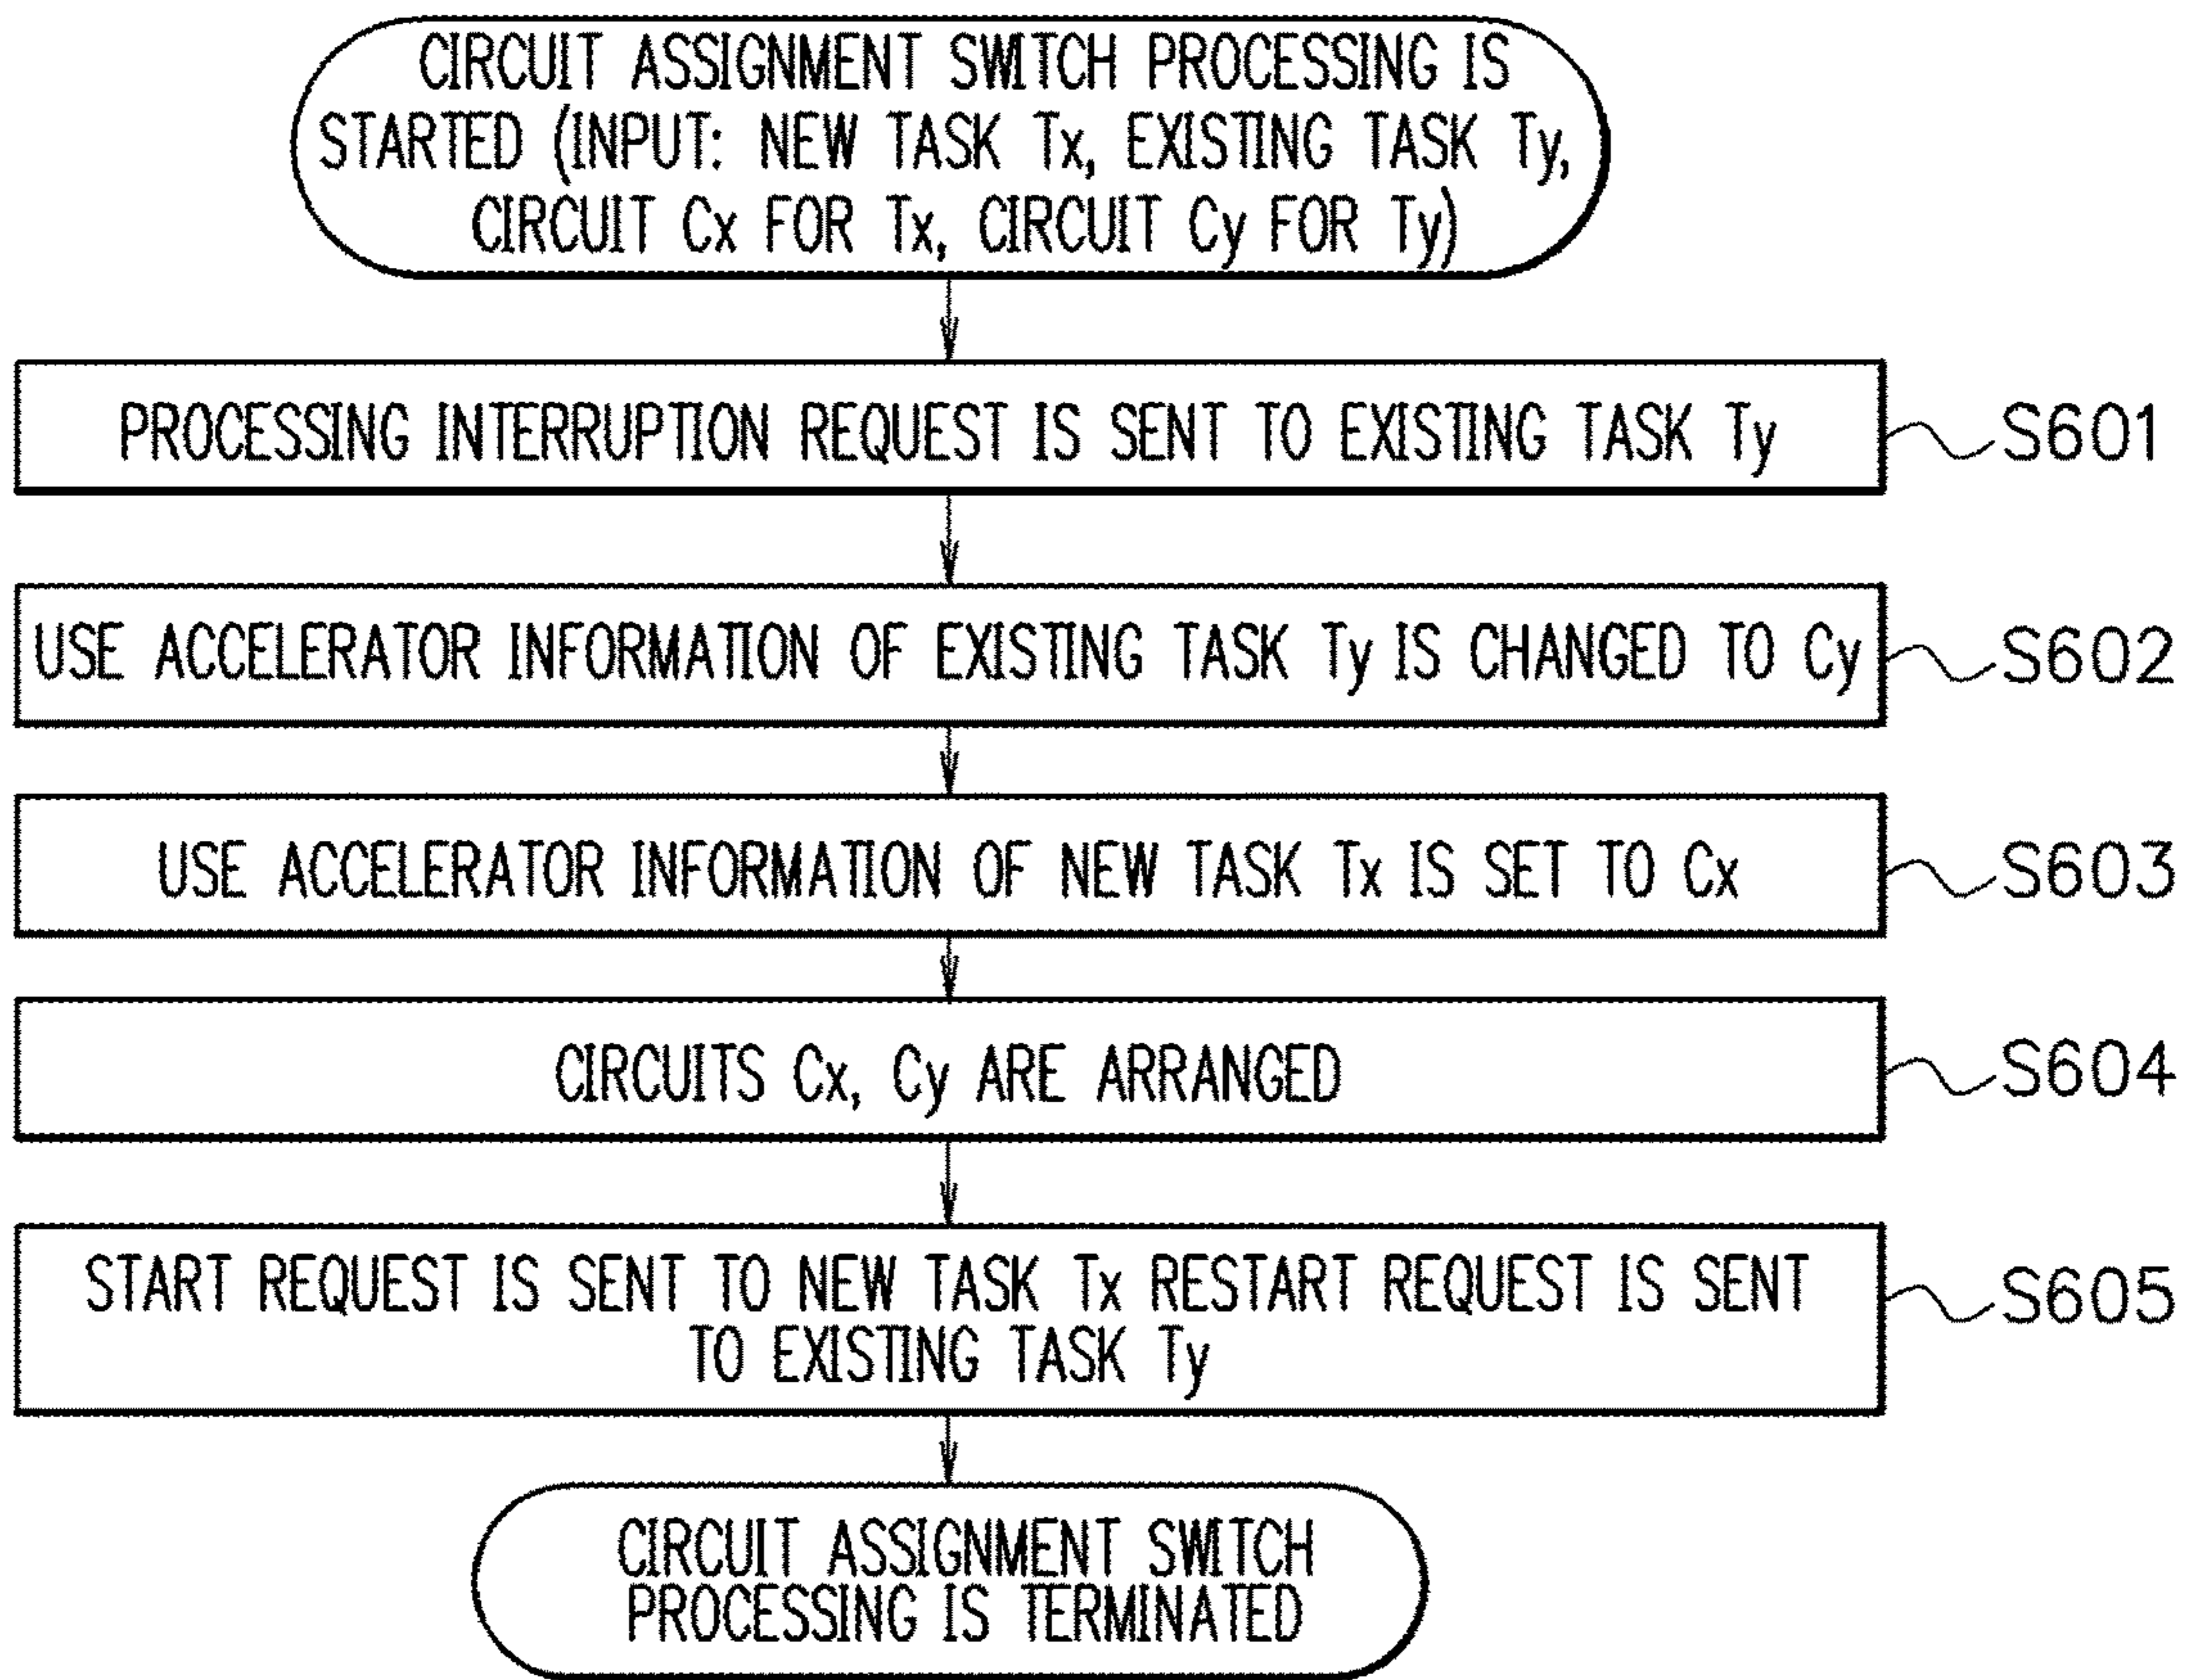 CIRCUIT ASSIGNMENT SWITCH PROCESSING IS
STARTED (INPUT: NEW TASK Tx, EXISTING TASK Ty,
CIRCUIT Cx FOR Tx, CIRCUIT Cy FOR Ty)
PROCESSING INTERRUPTION REQUEST IS SENT TO EXISTING TASK Ty
S601
USE ACCELERATOR INFORMATION OF EXISTING TASK Ty IS CHANGED TO Cy
S602
USE ACCELERATOR INFORMATION OF NEW TASK Tx IS SET TO Cx
S603
CIRCUITS Cx, Cy ARE ARRANGED
S604
START REQUEST IS SENT TO NEW TASK Tx RESTART REQUEST IS SENT
TO EXISTING TASK Ty
S605
CIRCUIT ASSIGNMENT SWITCH
PROCESSING IS TERMINATED